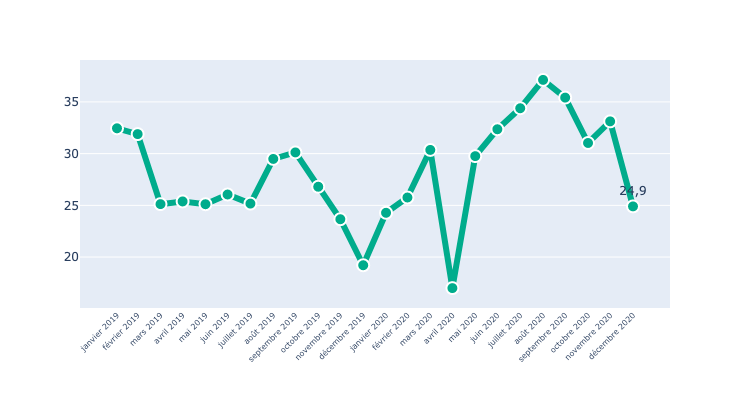 35
30
25
20
24,9
janvier 2019
février 2019
mars 2019
avril 2019
mai 2019
juin 2019
juillet 2019
août 2019
septembre 2019
octobre 2019
novembre 2019
décembre 2019
janvier 2020
février 2020
mars 2020
avril 2020
mai 2020
juin 2020
juillet 2020
août 2020
septembre 2020
octobre 2020
novembre 2020
décembre 2020